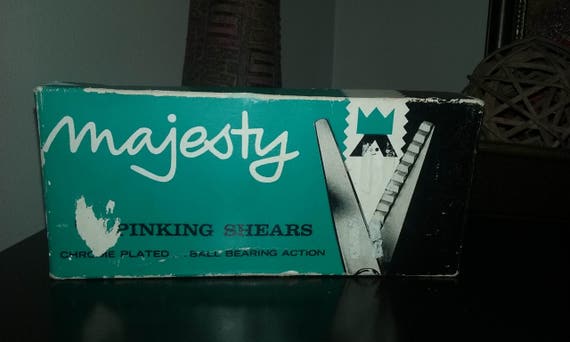 majesty
PINKING SHEARS
CHROME PLATED . . BALL BEARING ACTION